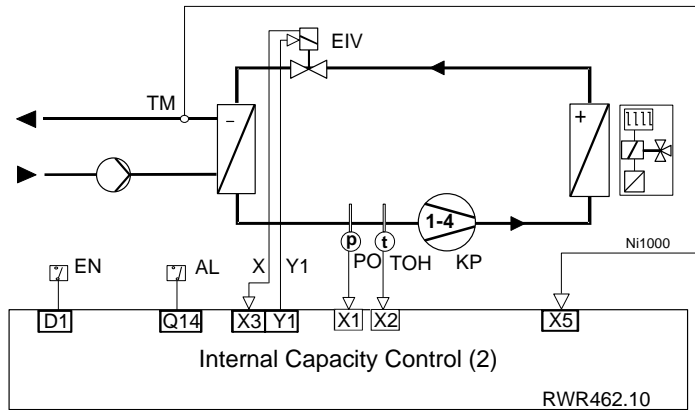 EIV
TM
−
+
1-4
p
t
Ni1000
EN
AL
X
Y1
PO
TOH
KP
D1
Q14
X3
Y1
X1
X2
X5
Internal Capacity Control (2)
RWR462.10